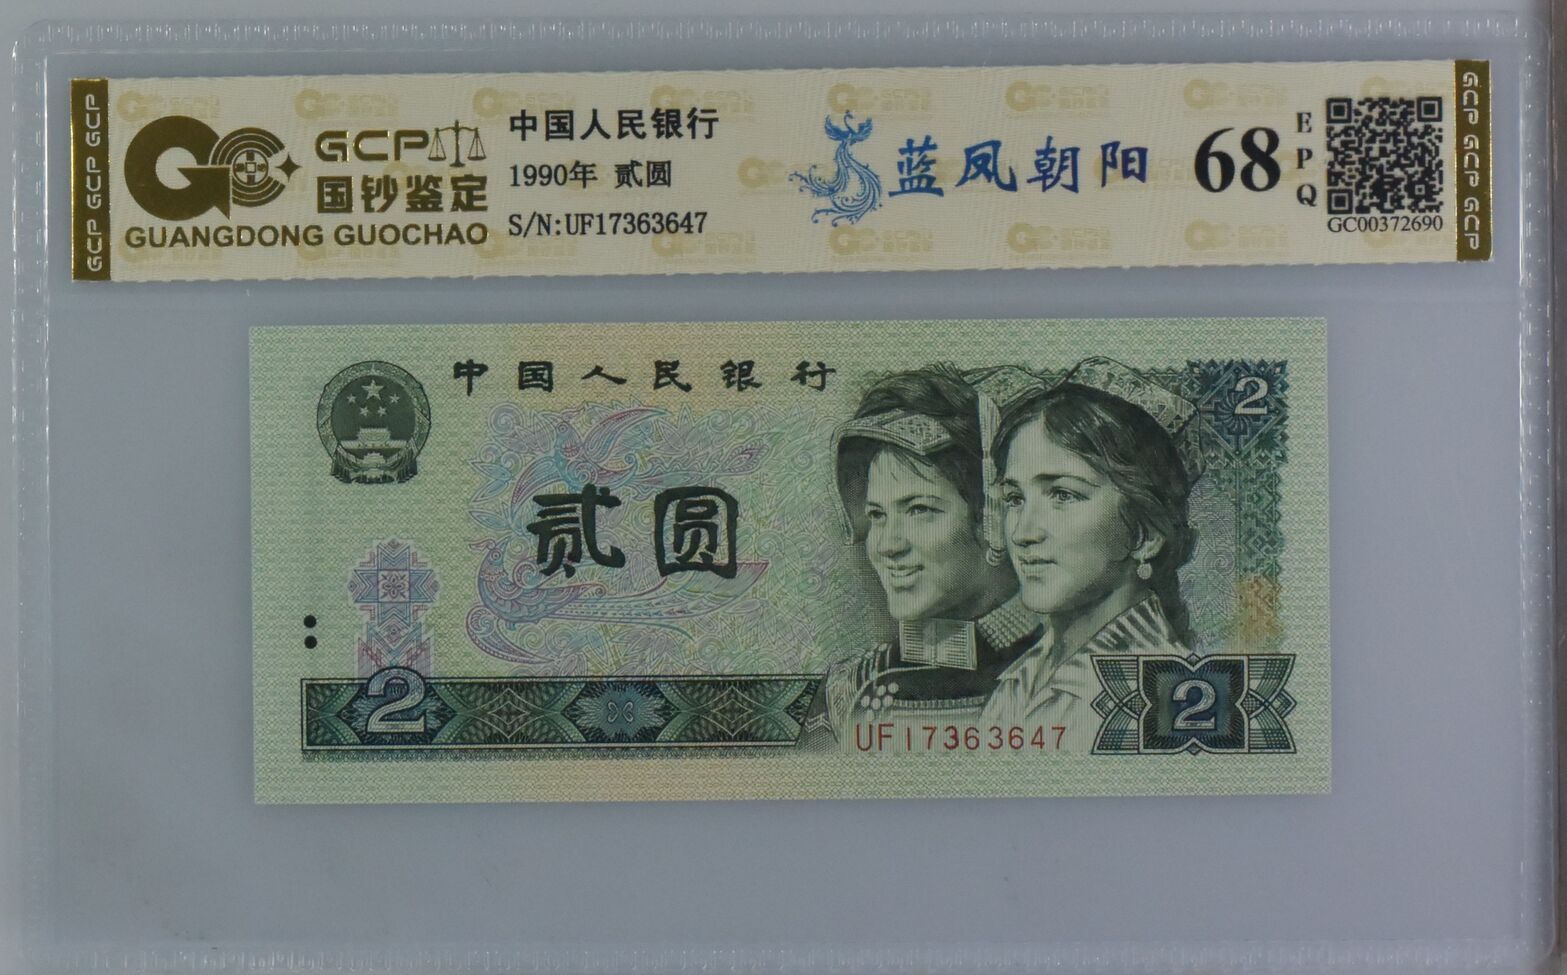 GCP GCP GCP
GCP
国钞鉴定
GUANGDONG GUOCHAO
中国人民银行
1990年 贰圆
S/N:UF17363647
蓝凤朝阳
68
EPQ
GC00372690
GCP GCP GCP
中国人民银行
2
贰圆
2
2
UF17363647